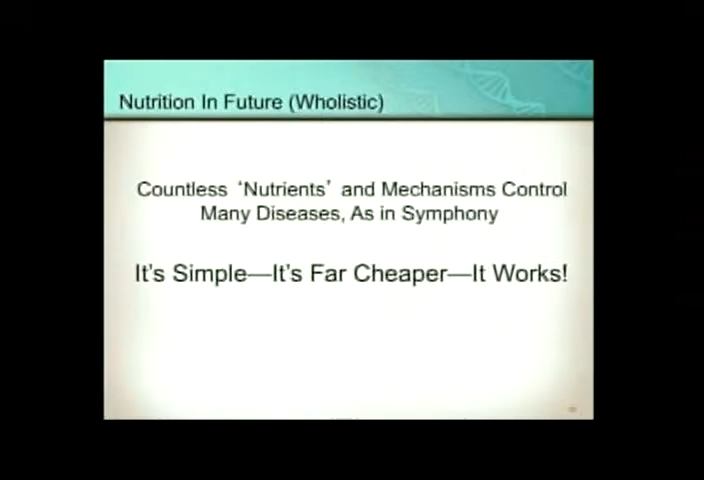 Nutrition In Future (Wholistic)
Countless ‘Nutrients’ and Mechanisms Control
Many Diseases, As in Symphony
It’s Simple—It’s Far Cheaper—It Works!